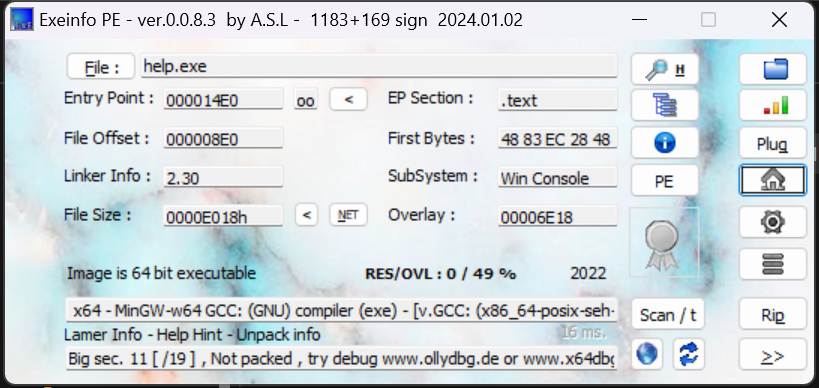 Exeinfo PE - ver.0.0.8.3 by A.S.L - 1183+169 sign 2024.01.02
File : help.exe H
Entry Point : 000014E0 oo < EP Section : .text
File Offset : 000008E0 First Bytes : 48 83 EC 28 48 Plug
Linker Info : 2.30 SubSystem : Win Console PE
File Size : 0000E018h < NET Overlay : 00006E18
Image is 64 bit executable RES/OVL : 0 / 49 % 2022
x64 - MinGW-w64 GCC: (GNU) compiler (exe) - [v.GCC: (x86_64-posix-seh- Scan / t Rip
Lamer Info - Help Hint - Unpack info 16 ms.
Big sec. 11 [ /19 ] , Not packed , try debug www.ollydbg.de or www.x64dbg >>